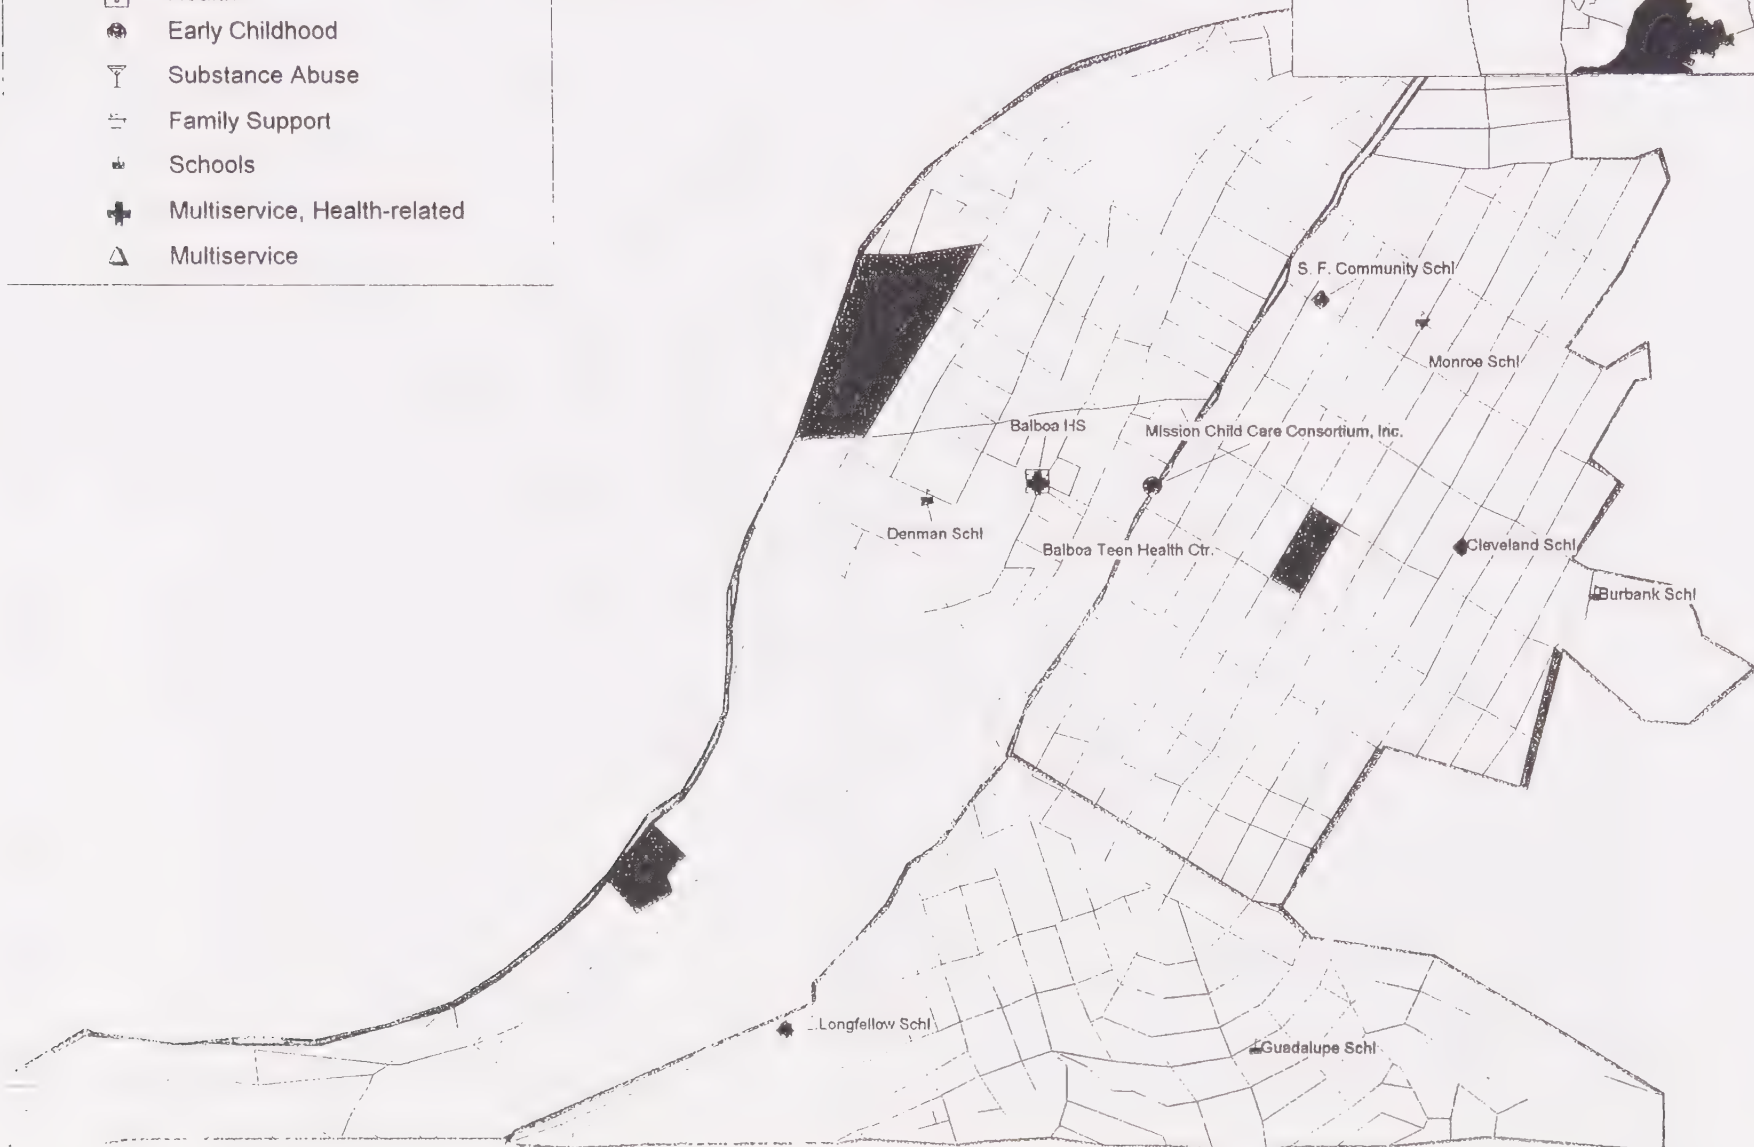 Early Childhood
Substance Abuse
Family Support
Schools
Multiservice, Health-related
Multiservice
S. F. Community Schl
Monroe Schl
Balboa HS
Mission Child Care Consortium, Inc.
Denman Schl
Balboa Teen Health Ctr.
Cleveland Schl
Burbank Schl
Longfellow Schl
Guadalupe Schl